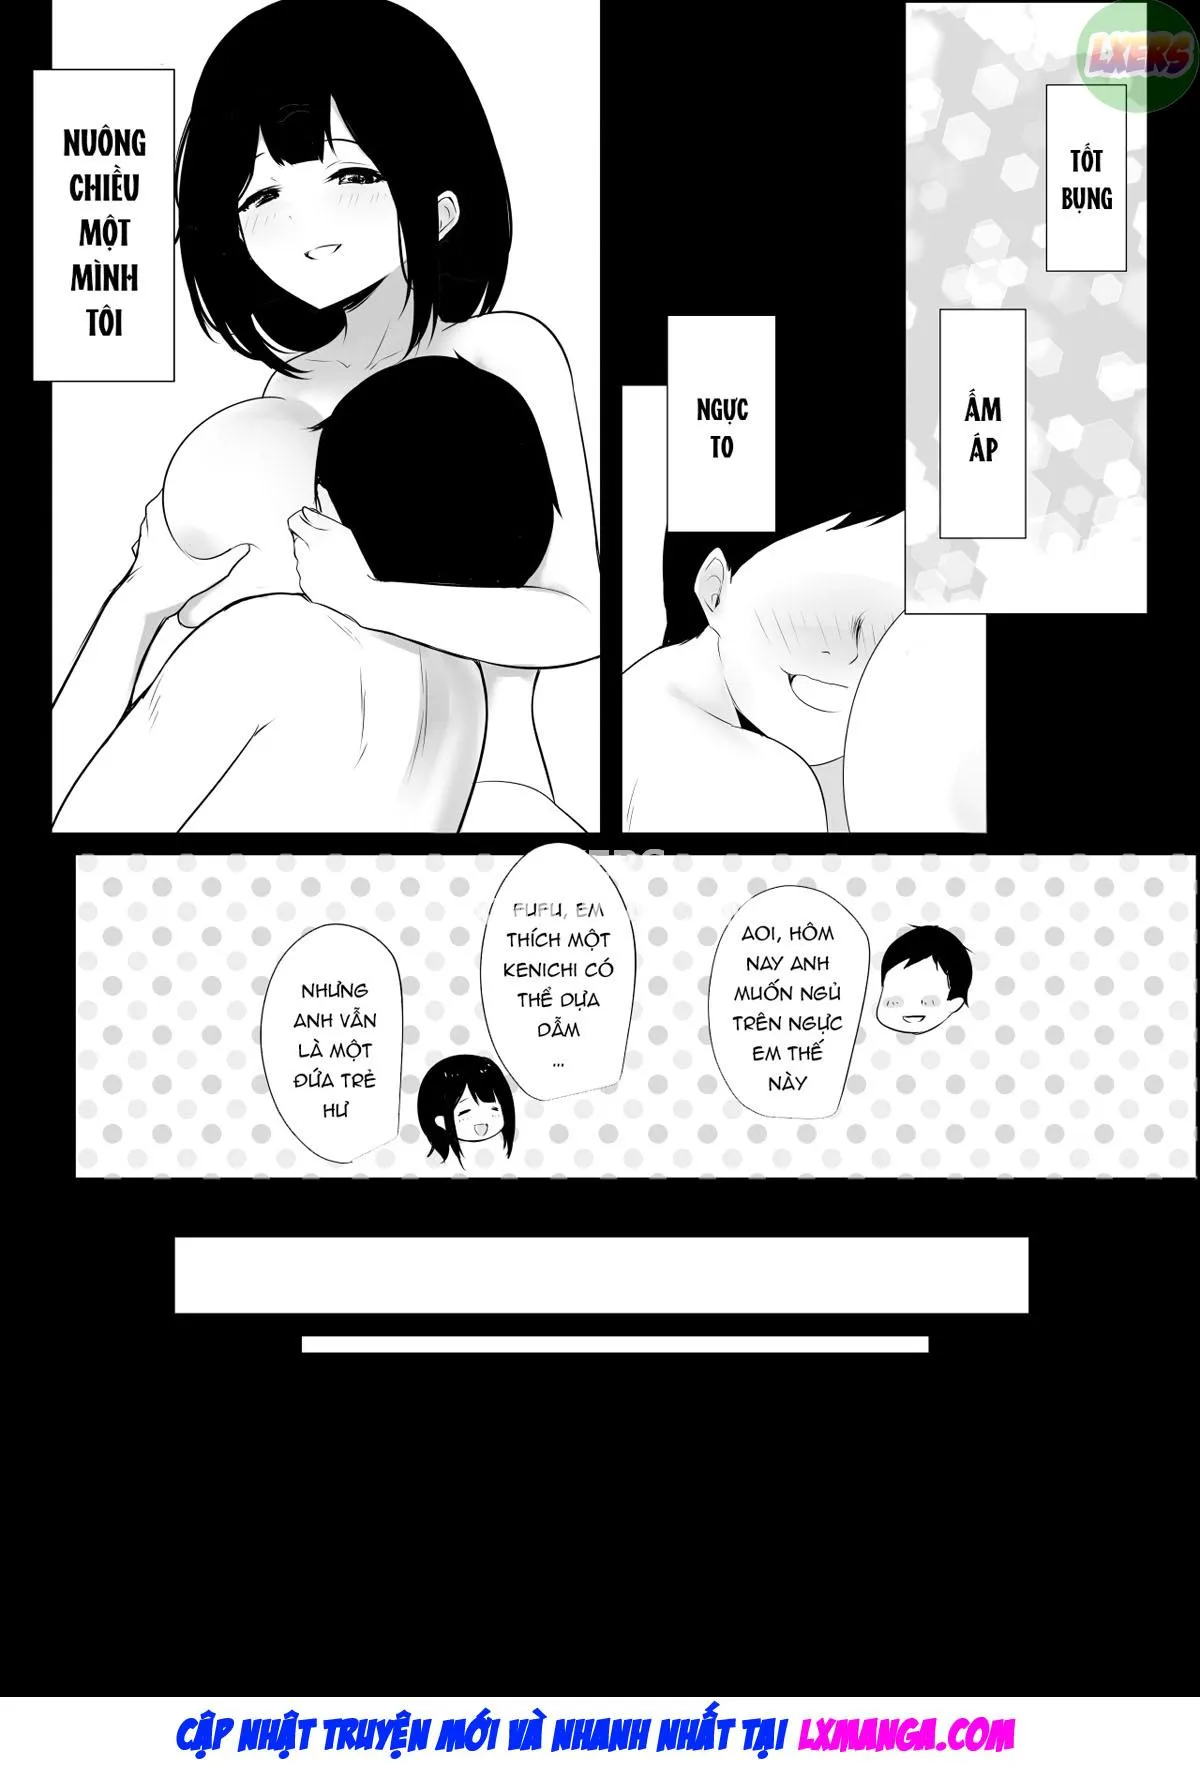 LXERS
TỐT
BỤNG
ẤM
ÁP
NGỰC
TO
NUÔNG
CHIỀU
MỘT
MÌNH
TÔI
AOI, HÔM
NAY ANH
MUỐN NGỦ
TRÊN NGỰC
EM THẾ
NÀY
FUFU, EM
THÍCH MỘT
KENICHI CÓ
THỂ DỰA
DẪM
...
NHƯNG
ANH VẪN
LÀ MỘT
ĐỨA TRẺ
HƯ
CẬP NHẬT TRUYỆN MỚI VÀ NHANH NHẤT TẠI LXMANGA.COM